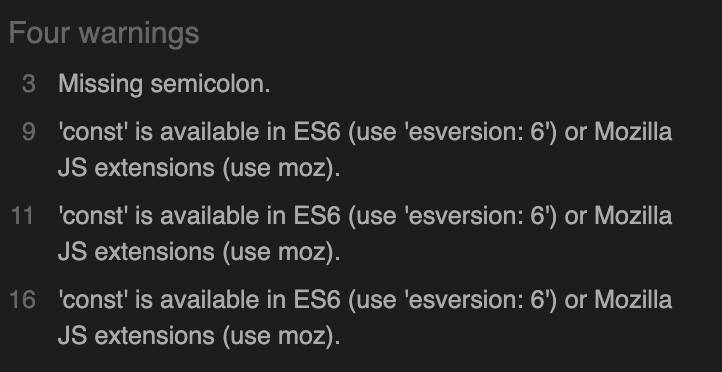 Four warnings
3 Missing semicolon.
9 'const' is available in ES6 (use 'esversion: 6') or Mozilla
JS extensions (use moz).
11 'const' is available in ES6 (use 'esversion: 6') or Mozilla
JS extensions (use moz).
16 'const' is available in ES6 (use 'esversion: 6') or Mozilla
JS extensions (use moz).